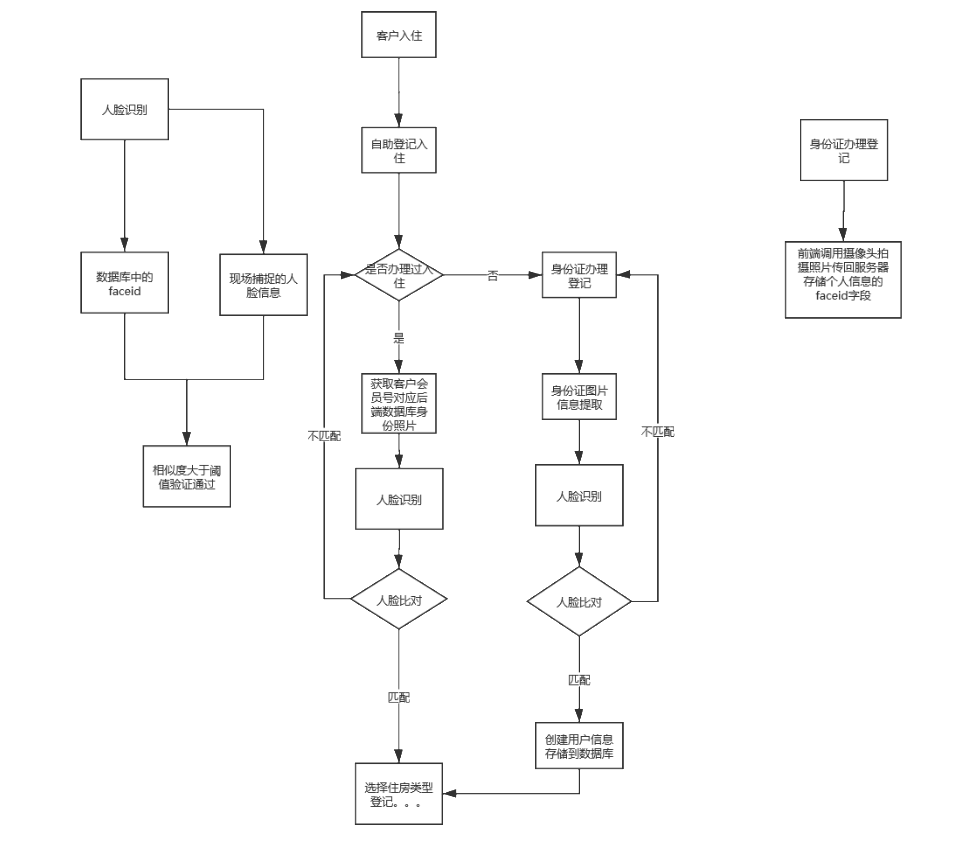 客户入住
人脸识别
自助登记入
住
身份证办理登
记
数据库中的
faceid
现场捕捉的人
脸信息
是否办理过入
住
否
身份证办理
登记
前端调用摄像头拍
摄照片传回服务器
存储个人信息的
faceid字段
是
获取客户会
员号对应后
端数据库身
份照片
身份证图片
信息提取
不匹配
不匹配
相似度大于阈
值验证通过
人脸识别
人脸识别
人脸比对
人脸比对
匹配
匹配
创建用户信息
存储到数据库
选择住房类型
登记。。。